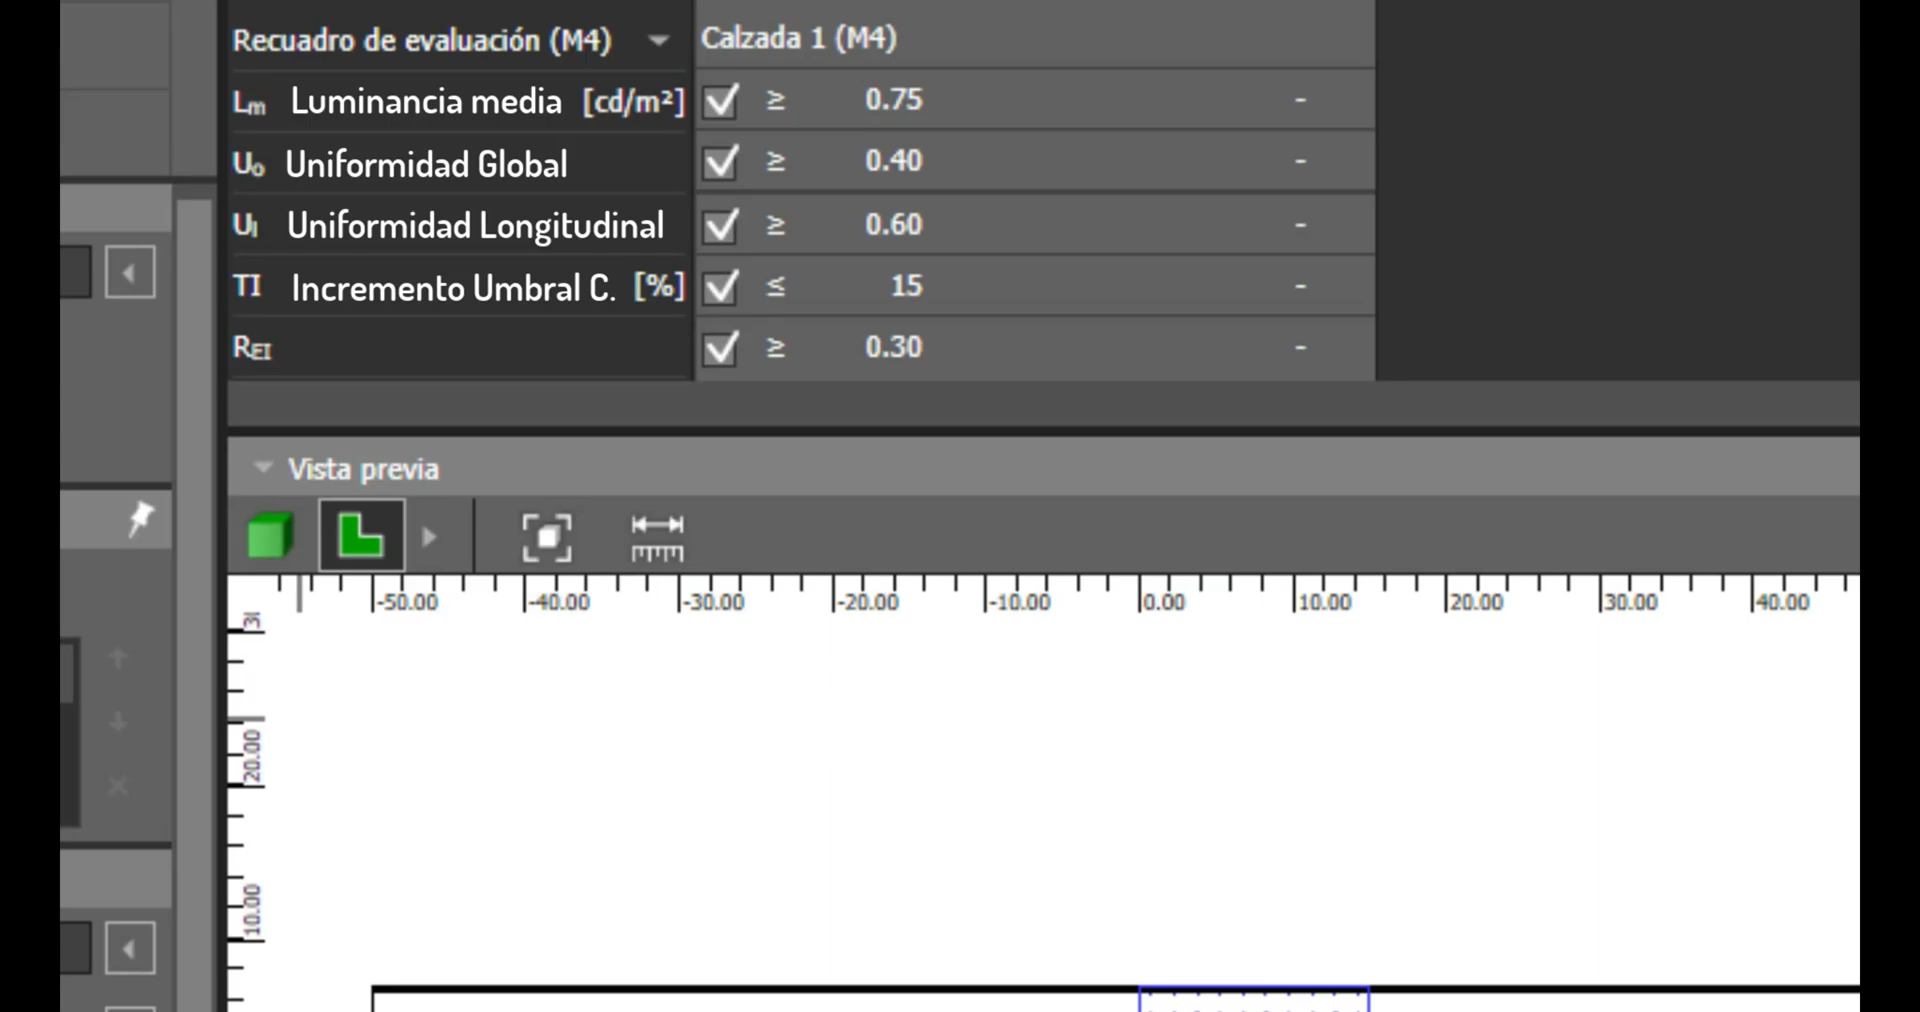 Recuadro de evaluación (M4) Calzada 1 (M4)
Lm Luminancia media [cd/m²] ≥ 0.75 -
Uo Uniformidad Global ≥ 0.40 -
Ul Uniformidad Longitudinal ≥ 0.60 -
TI Incremento Umbral C. [%] ≤ 15 -
REI ≥ 0.30 -
Vista previa
-50.00 -40.00 -30.00 -20.00 -10.00 0.00 10.00 20.00 30.00 40.00
20.00
10.00